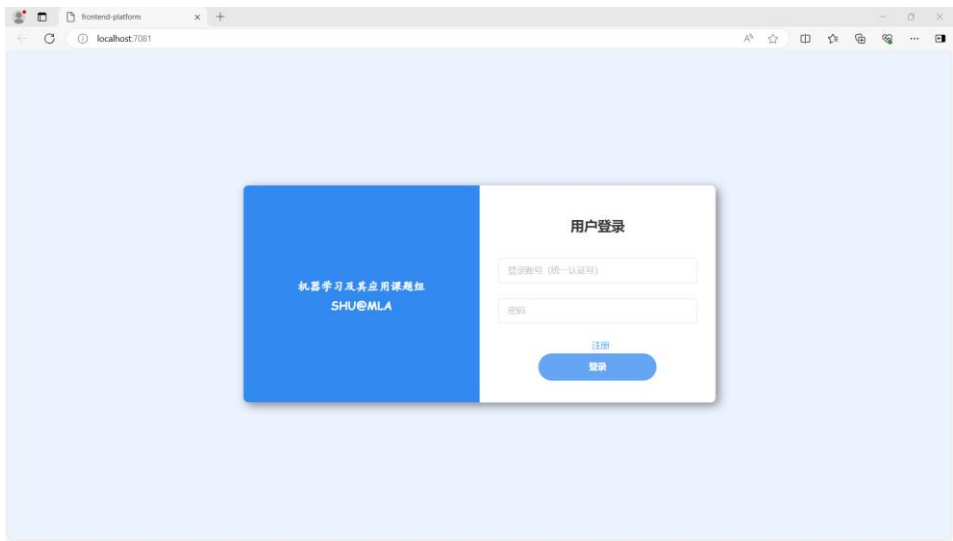 frontend-platform
localhost:7081
机器学习及其应用课题组
SHU@MLA
用户登录
登录账号 (统一认证号)
密码
注册
登录